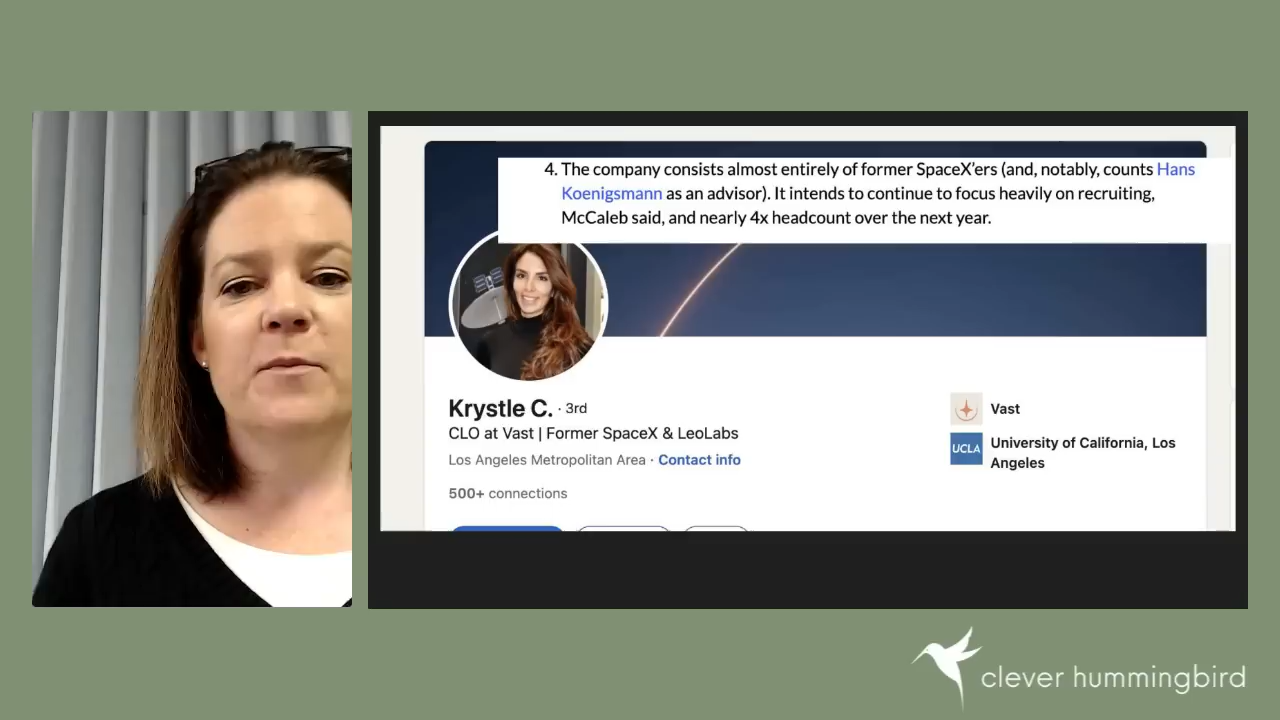 4. The company consists almost entirely of former SpaceX’ers (and, notably, counts Hans
Koenigsmann as an advisor). It intends to continue to focus heavily on recruiting,
McCaleb said, and nearly 4x headcount over the next year.
Krystle C. · 3rd
CLO at Vast | Former SpaceX & LeoLabs
Los Angeles Metropolitan Area · Contact info
500+ connections
Vast
UCLA
University of California, Los
Angeles
clever hummingbird